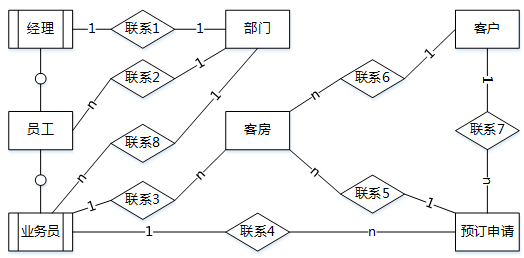 经理 1 联系1 1 部门 客户
联系2 1 n 联系6 1
n
员工 客房 1 联系7
联系8 1
n n n
1 联系3 n 联系5 1
业务员 1 联系4 n 预订申请